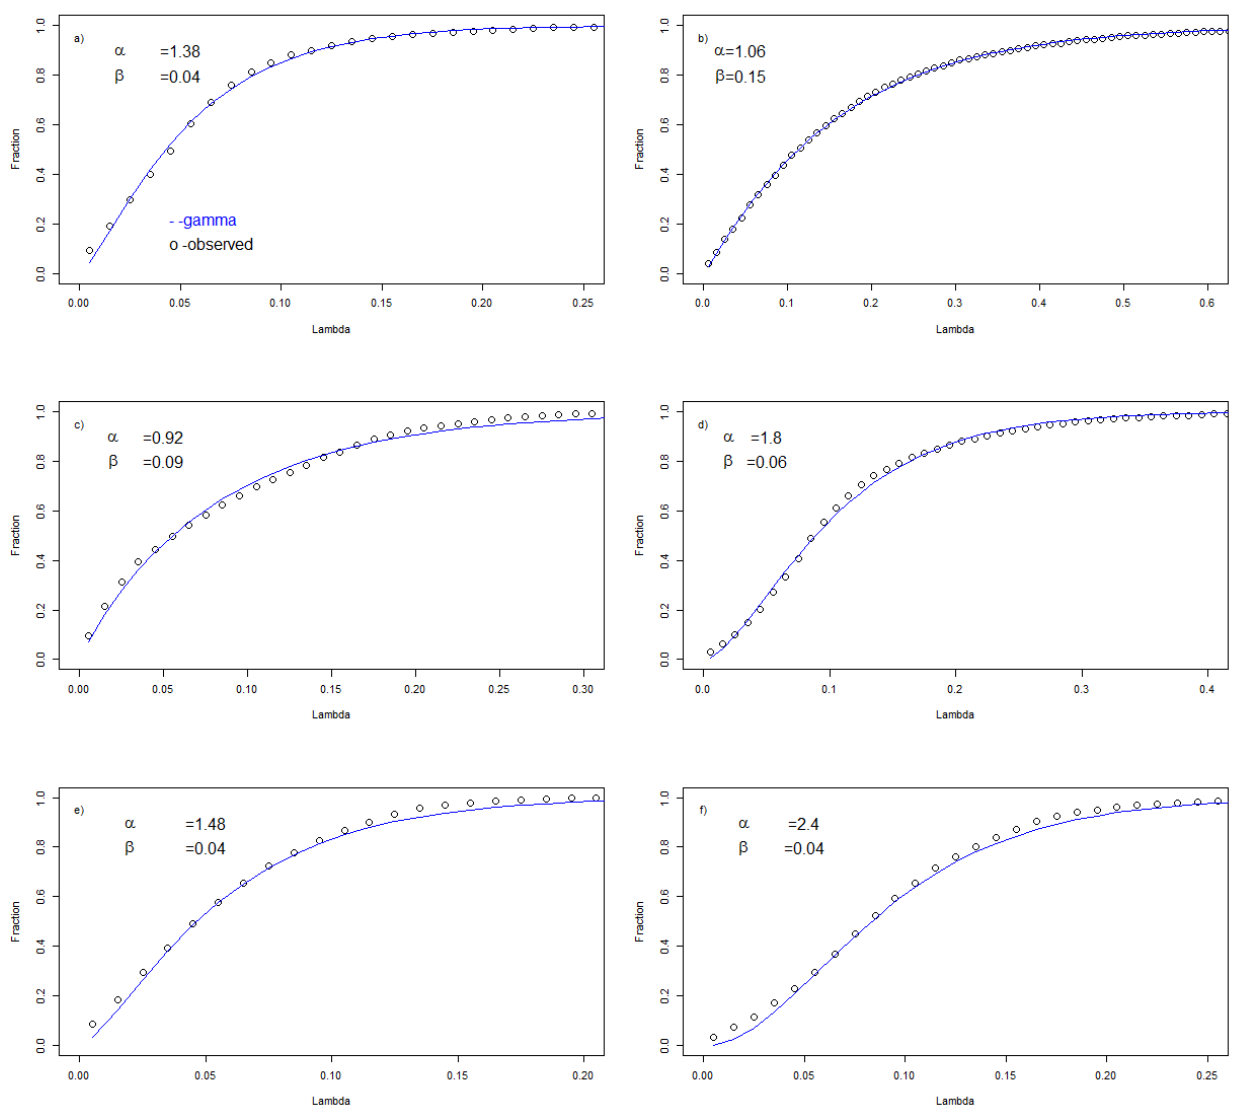 a)
α =1.38
β =0.04
- -gamma
o -observed
Fraction
0.0 0.2 0.4 0.6 0.8 1.0
0.00 0.05 0.10 0.15 0.20 0.25
Lambda
b)
α=1.06
β=0.15
Fraction
0.0 0.2 0.4 0.6 0.8 1.0
0.0 0.1 0.2 0.3 0.4 0.5 0.6
Lambda
c)
α =0.92
β =0.09
Fraction
0.0 0.2 0.4 0.6 0.8 1.0
0.00 0.05 0.10 0.15 0.20 0.25 0.30
Lambda
d)
α =1.8
β =0.06
Fraction
0.0 0.2 0.4 0.6 0.8 1.0
0.0 0.1 0.2 0.3 0.4
Lambda
e)
α =1.48
β =0.04
Fraction
0.0 0.2 0.4 0.6 0.8 1.0
0.00 0.05 0.10 0.15 0.20
Lambda
f)
α =2.4
β =0.04
Fraction
0.0 0.2 0.4 0.6 0.8 1.0
0.00 0.05 0.10 0.15 0.20 0.25
Lambda